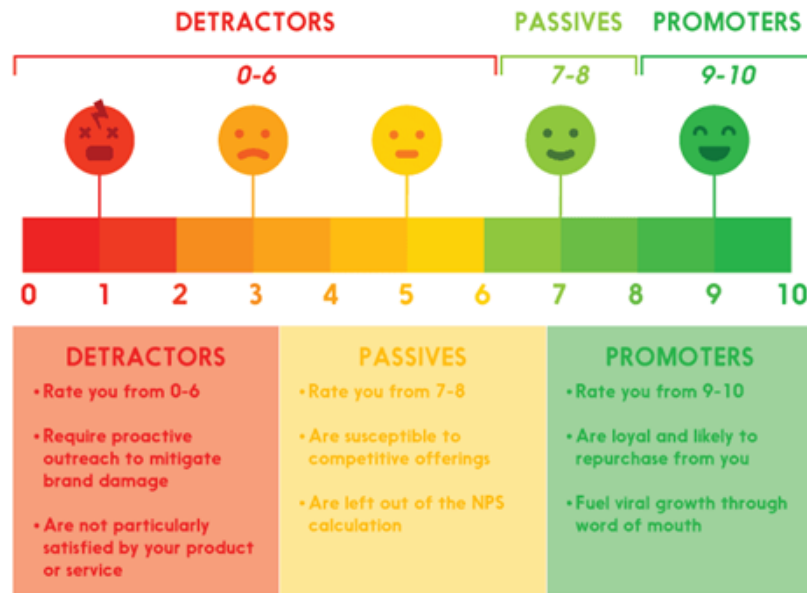 DETRACTORS PASSIVES PROMOTERS
0-6 7-8 9-10
0 1 2 3 4 5 6 7 8 9 10
DETRACTORS
• Rate you from 0-6
• Require proactive
outreach to mitigate
brand damage
• Are not particularly
satisfied by your product
or service
PASSIVES
• Rate you from 7-8
• Are susceptible to
competitive offerings
• Are left out of the NPS
calculation
PROMOTERS
• Rate you from 9-10
• Are loyal and likely to
repurchase from you
• Fuel viral growth through
word of mouth